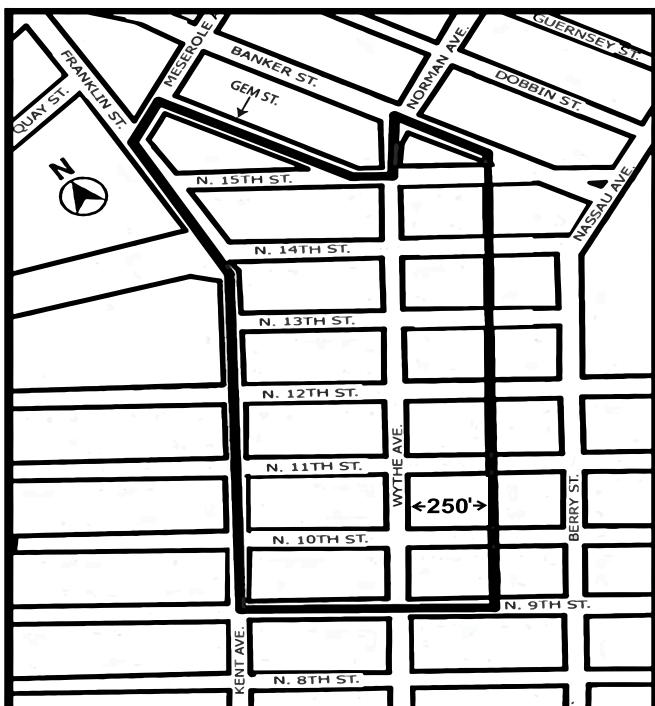 GUERNSEY ST.
MESEROLE A
BANKER ST.
NORMAN AVE.
FRANKLIN ST.
DOBBIN ST.
GEM ST.
QUAY ST.
N
N. 15TH ST.
NASSAU AVE.
N. 14TH ST.
N. 13TH ST.
N. 12TH ST.
WYTHE AVE.
N. 11TH ST.
250'
BERRY ST.
N. 10TH ST.
N. 9TH ST.
KENT AVE.
N. 8TH ST.